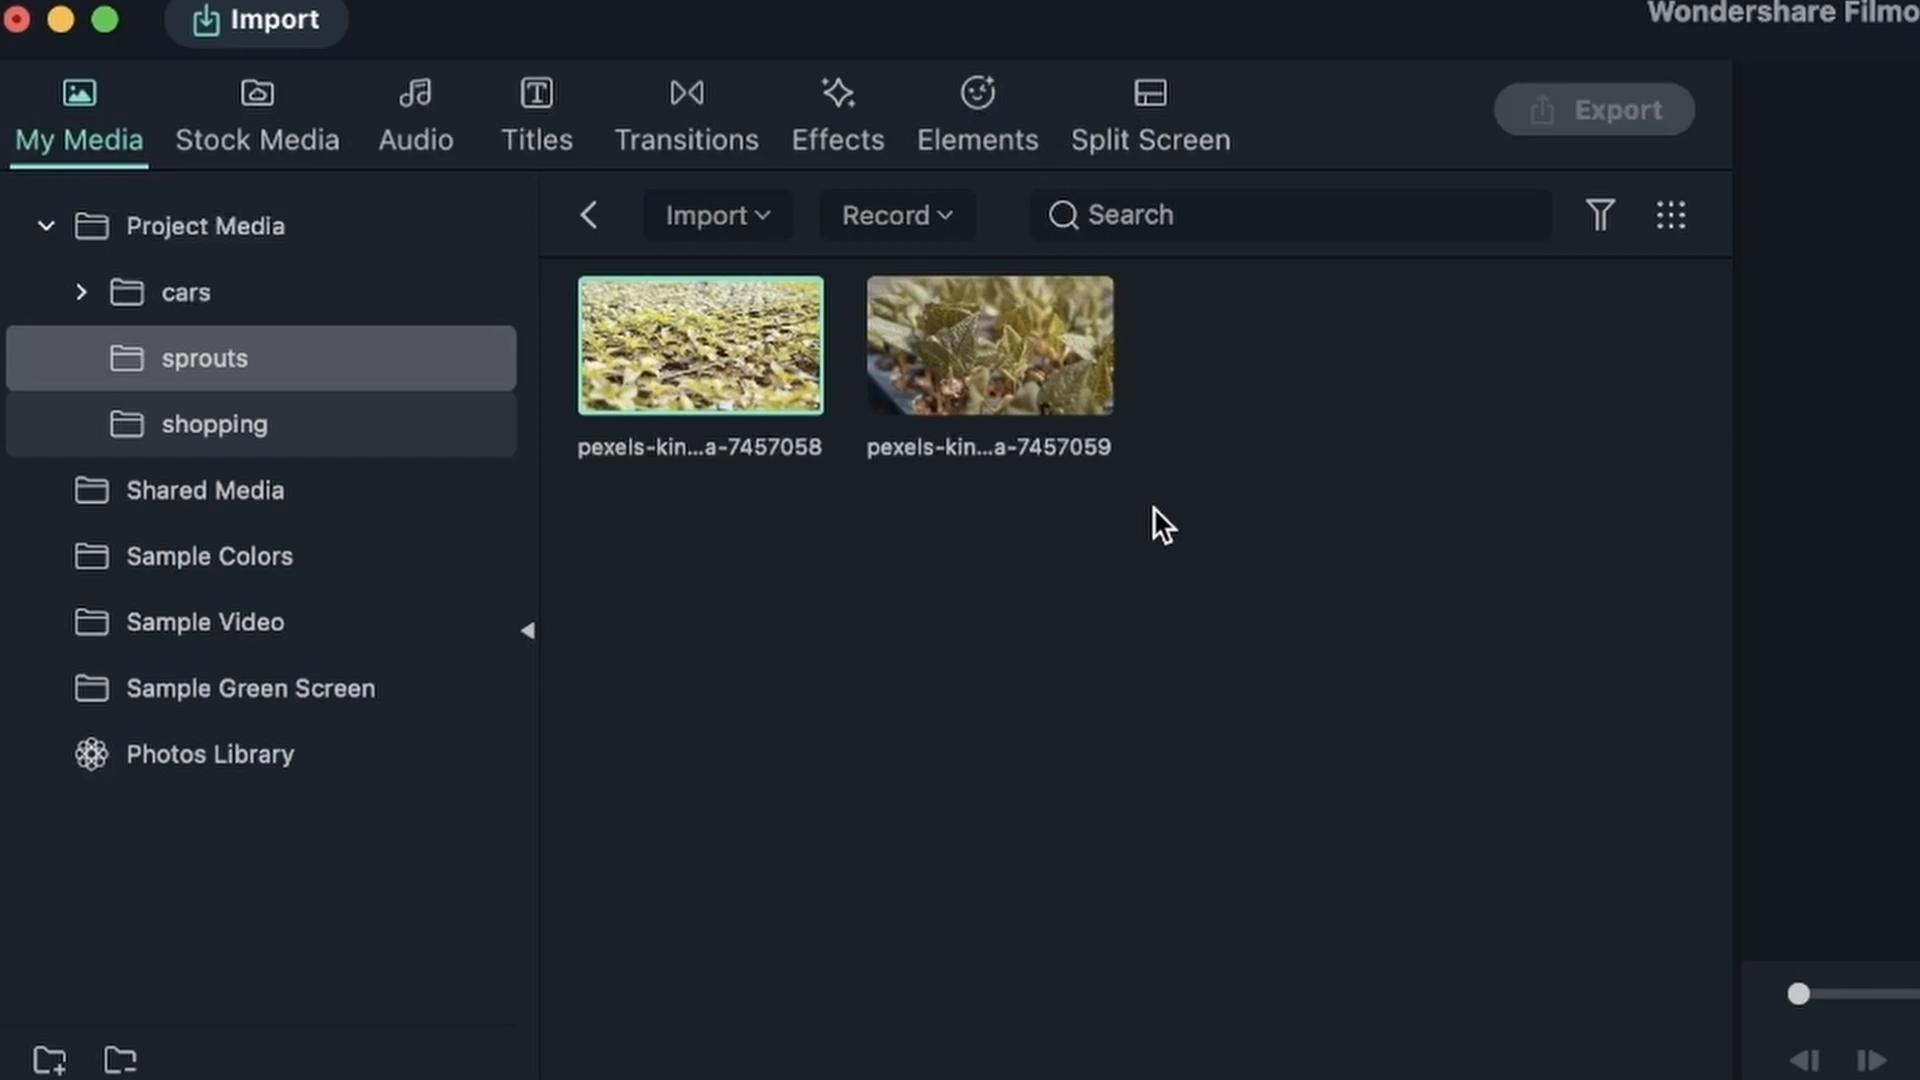 Import
Wondershare Filmo
My Media
Stock Media
Audio
Titles
Transitions
Effects
Elements
Split Screen
Export
Import
Record
Search
Project Media
cars
sprouts
shopping
Shared Media
Sample Colors
Sample Video
Sample Green Screen
Photos Library
pexels-kin...a-7457058
pexels-kin...a-7457059